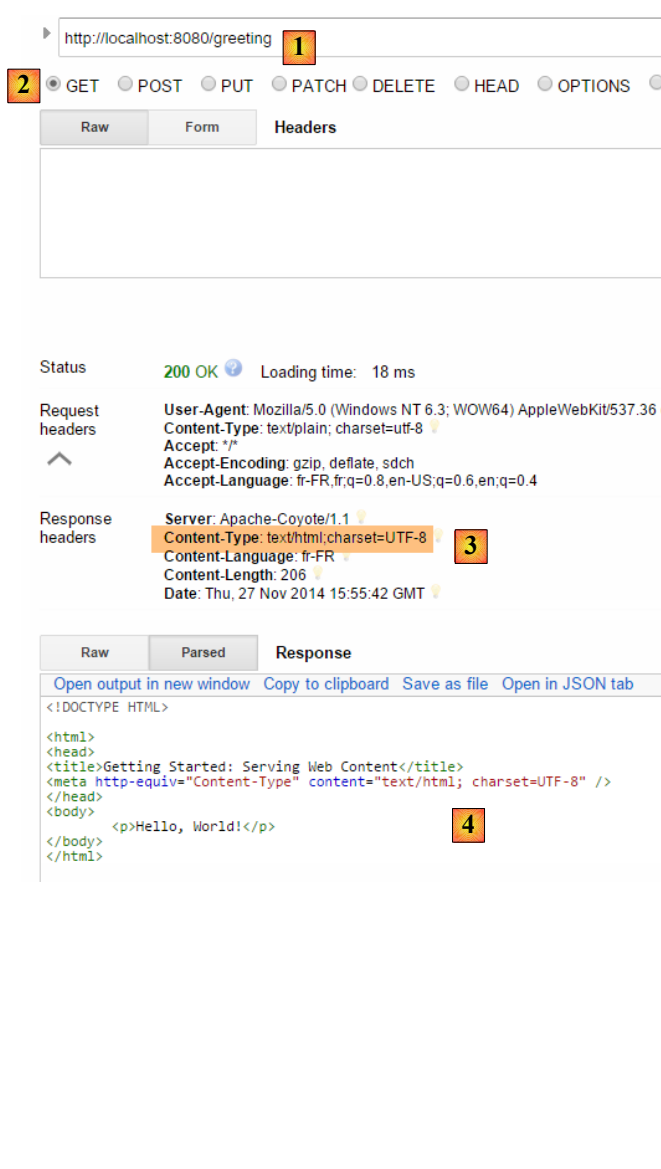 http://localhost:8080/greeting 1
2 GET POST PUT PATCH DELETE HEAD OPTIONS
Raw Form Headers
Status 200 OK ? Loading time: 18 ms
Request headers
User-Agent: Mozilla/5.0 (Windows NT 6.3; WOW64) AppleWebKit/537.36
Content-Type: text/plain; charset=utf-8
Accept: */*
Accept-Encoding: gzip, deflate, sdch
Accept-Language: fr-FR,fr;q=0.8,en-US;q=0.6,en;q=0.4
Response headers
Server: Apache-Coyote/1.1
Content-Type: text/html;charset=UTF-8 3
Content-Language: fr-FR
Content-Length: 206
Date: Thu, 27 Nov 2014 15:55:42 GMT
Raw Parsed Response
Open output in new window Copy to clipboard Save as file Open in JSON tab
<!DOCTYPE HTML>
<html>
<head>
<title>Getting Started: Serving Web Content</title>
<meta http-equiv="Content-Type" content="text/html; charset=UTF-8" />
</head>
<body>
<p>Hello, World!</p> 4
</body>
</html>